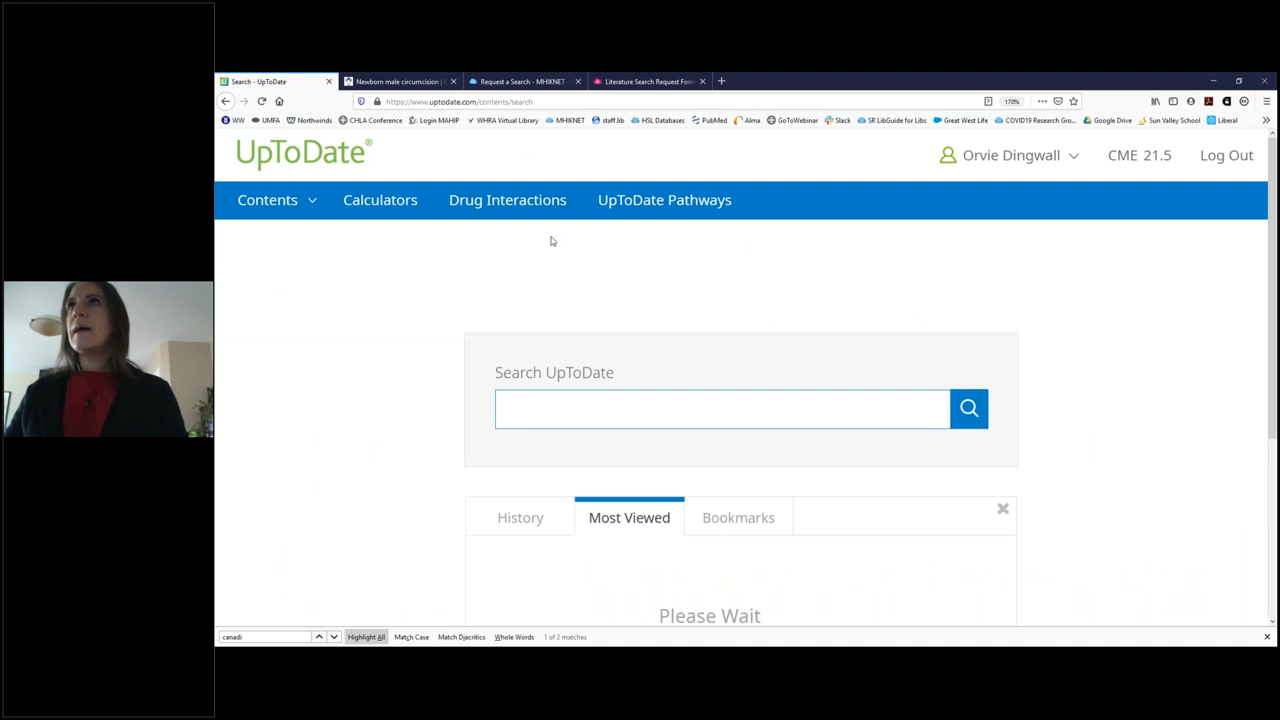 Search - UpToDate
Newborn male circumcision |
Request a Search - MHIKNET
Literature Search Request Form
https://www.uptodate.com/contents/search
170%
WW
UMFA
Northwinds
CHLA Conference
Login MAHIP
WHRA Virtual Library
MHIKNET
staff.lib
HSL Databases
PubMed
Alma
GoToWebinar
Slack
SR LibGuide for Libs
Great West Life
COVID19 Research Gro...
Google Drive
Sun Valley School
Liberal
UpToDate®
Orvie Dingwall
CME 21.5
Log Out
Contents
Calculators
Drug Interactions
UpToDate Pathways
Search UpToDate
History
Most Viewed
Bookmarks
Please Wait
canadi
Highlight All
Match Case
Match Diacritics
Whole Words
1 of 2 matches